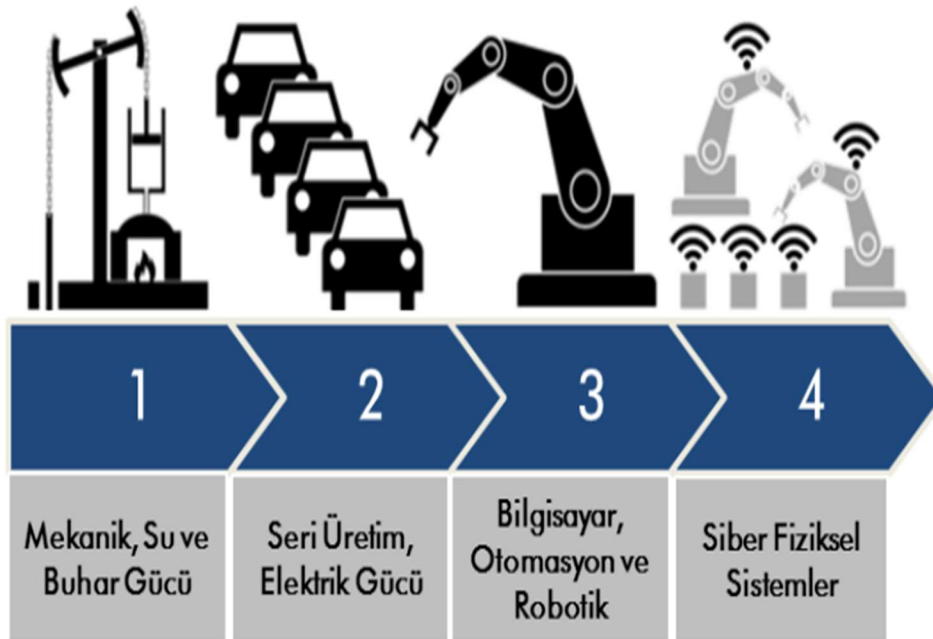 1
2
3
4
Mekanik, Su ve
Buhar Gücü
Seri Üretim,
Elektrik Gücü
Bilgisayar,
Otomasyon ve
Robotik
Siber Fiziksel
Sistemler